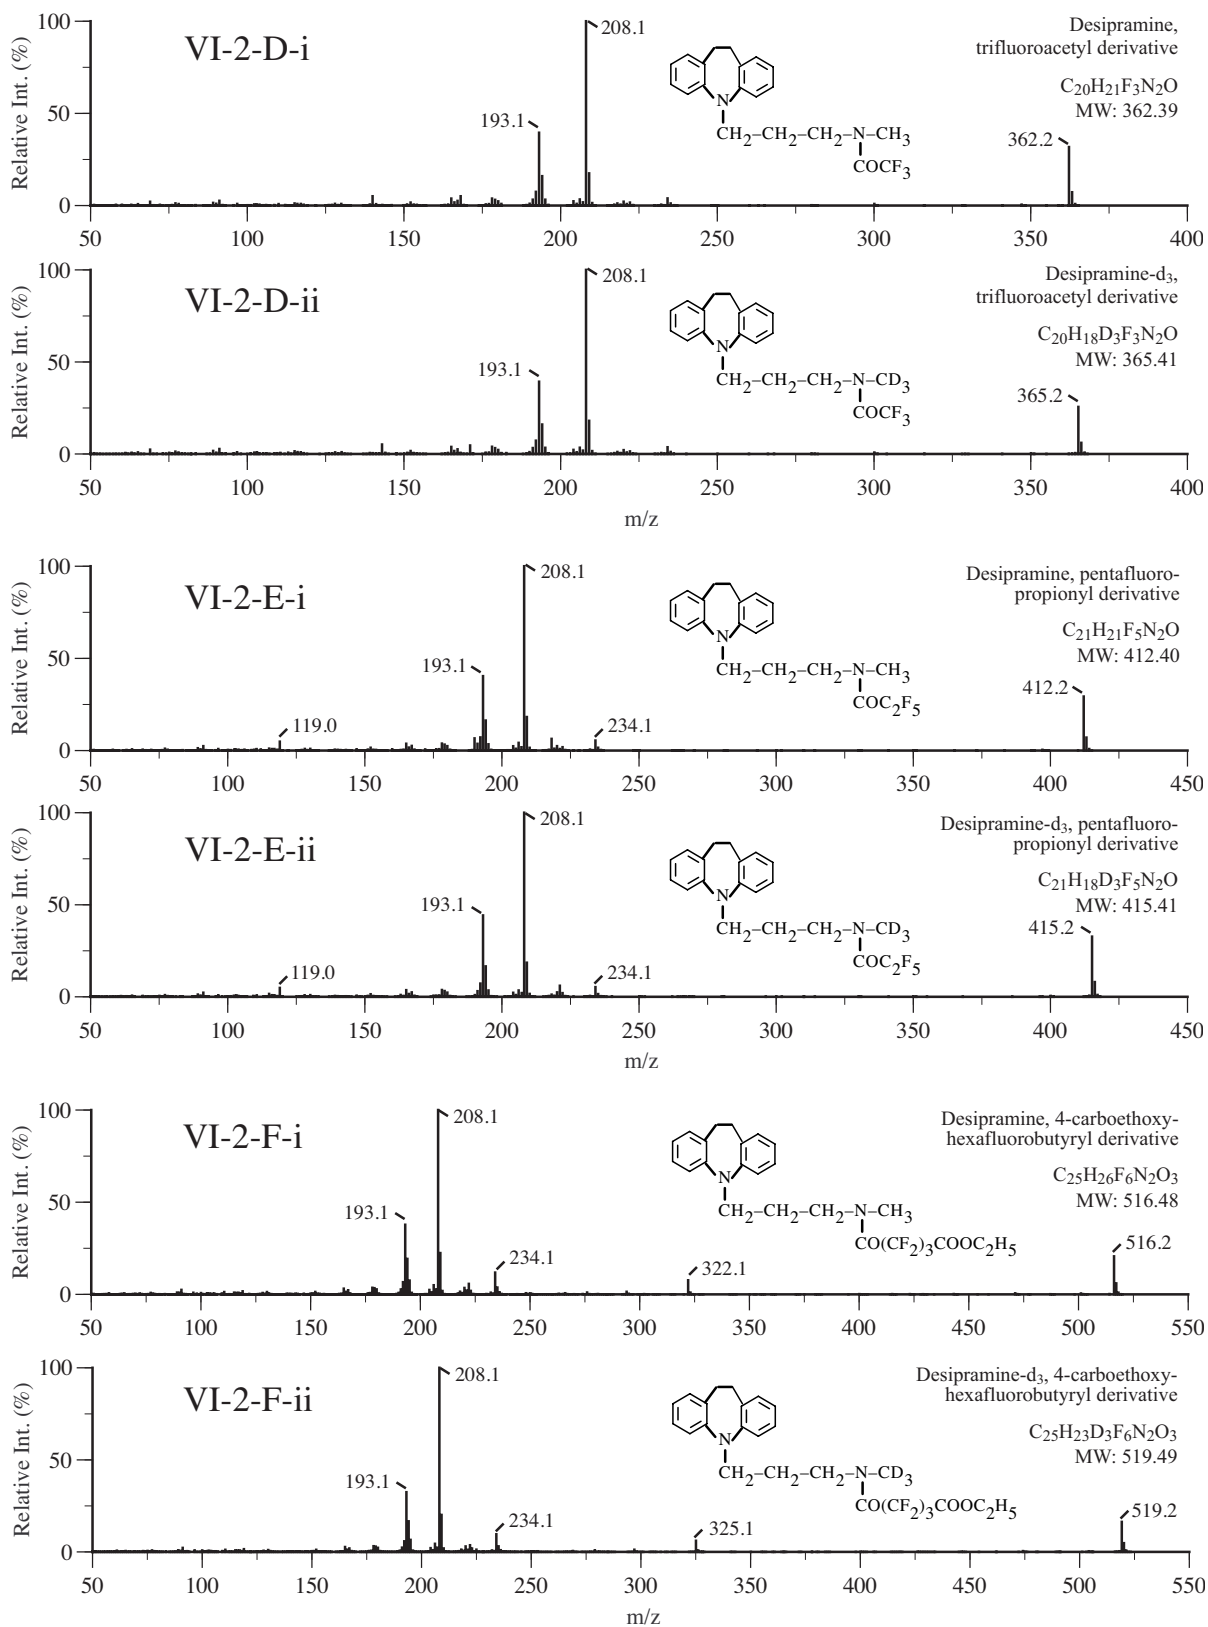 VI-2-D-i
Desipramine,
trifluoroacetyl derivative
C20H21F3N2O
MW: 362.39
Relative Int. (%)
100
50
0
208.1
193.1
362.2
N
CH2–CH2–CH2–N–CH3
COCF3
50 100 150 200 250 300 350 400
VI-2-D-ii
Desipramine-d3,
trifluoroacetyl derivative
C20H18D3F3N2O
MW: 365.41
Relative Int. (%)
100
50
0
208.1
193.1
365.2
N
CH2–CH2–CH2–N–CD3
COCF3
50 100 150 200 250 300 350 400
m/z
VI-2-E-i
Desipramine, pentafluoro-
propionyl derivative
C21H21F5N2O
MW: 412.40
Relative Int. (%)
100
50
0
208.1
193.1
119.0
234.1
412.2
N
CH2–CH2–CH2–N–CH3
COC2F5
50 100 150 200 250 300 350 400 450
VI-2-E-ii
Desipramine-d3, pentafluoro-
propionyl derivative
C21H18D3F5N2O
MW: 415.41
Relative Int. (%)
100
50
0
208.1
193.1
119.0
234.1
415.2
N
CH2–CH2–CH2–N–CD3
COC2F5
50 100 150 200 250 300 350 400 450
m/z
VI-2-F-i
Desipramine, 4-carboethoxy-
hexafluorobutyryl derivative
C25H26F6N2O3
MW: 516.48
Relative Int. (%)
100
50
0
208.1
193.1
234.1
322.1
516.2
N
CH2–CH2–CH2–N–CH3
CO(CF2)3COOC2H5
50 100 150 200 250 300 350 400 450 500 550
VI-2-F-ii
Desipramine-d3, 4-carboethoxy-
hexafluorobutyryl derivative
C25H23D3F6N2O3
MW: 519.49
Relative Int. (%)
100
50
0
208.1
193.1
234.1
325.1
519.2
N
CH2–CH2–CH2–N–CD3
CO(CF2)3COOC2H5
50 100 150 200 250 300 350 400 450 500 550
m/z